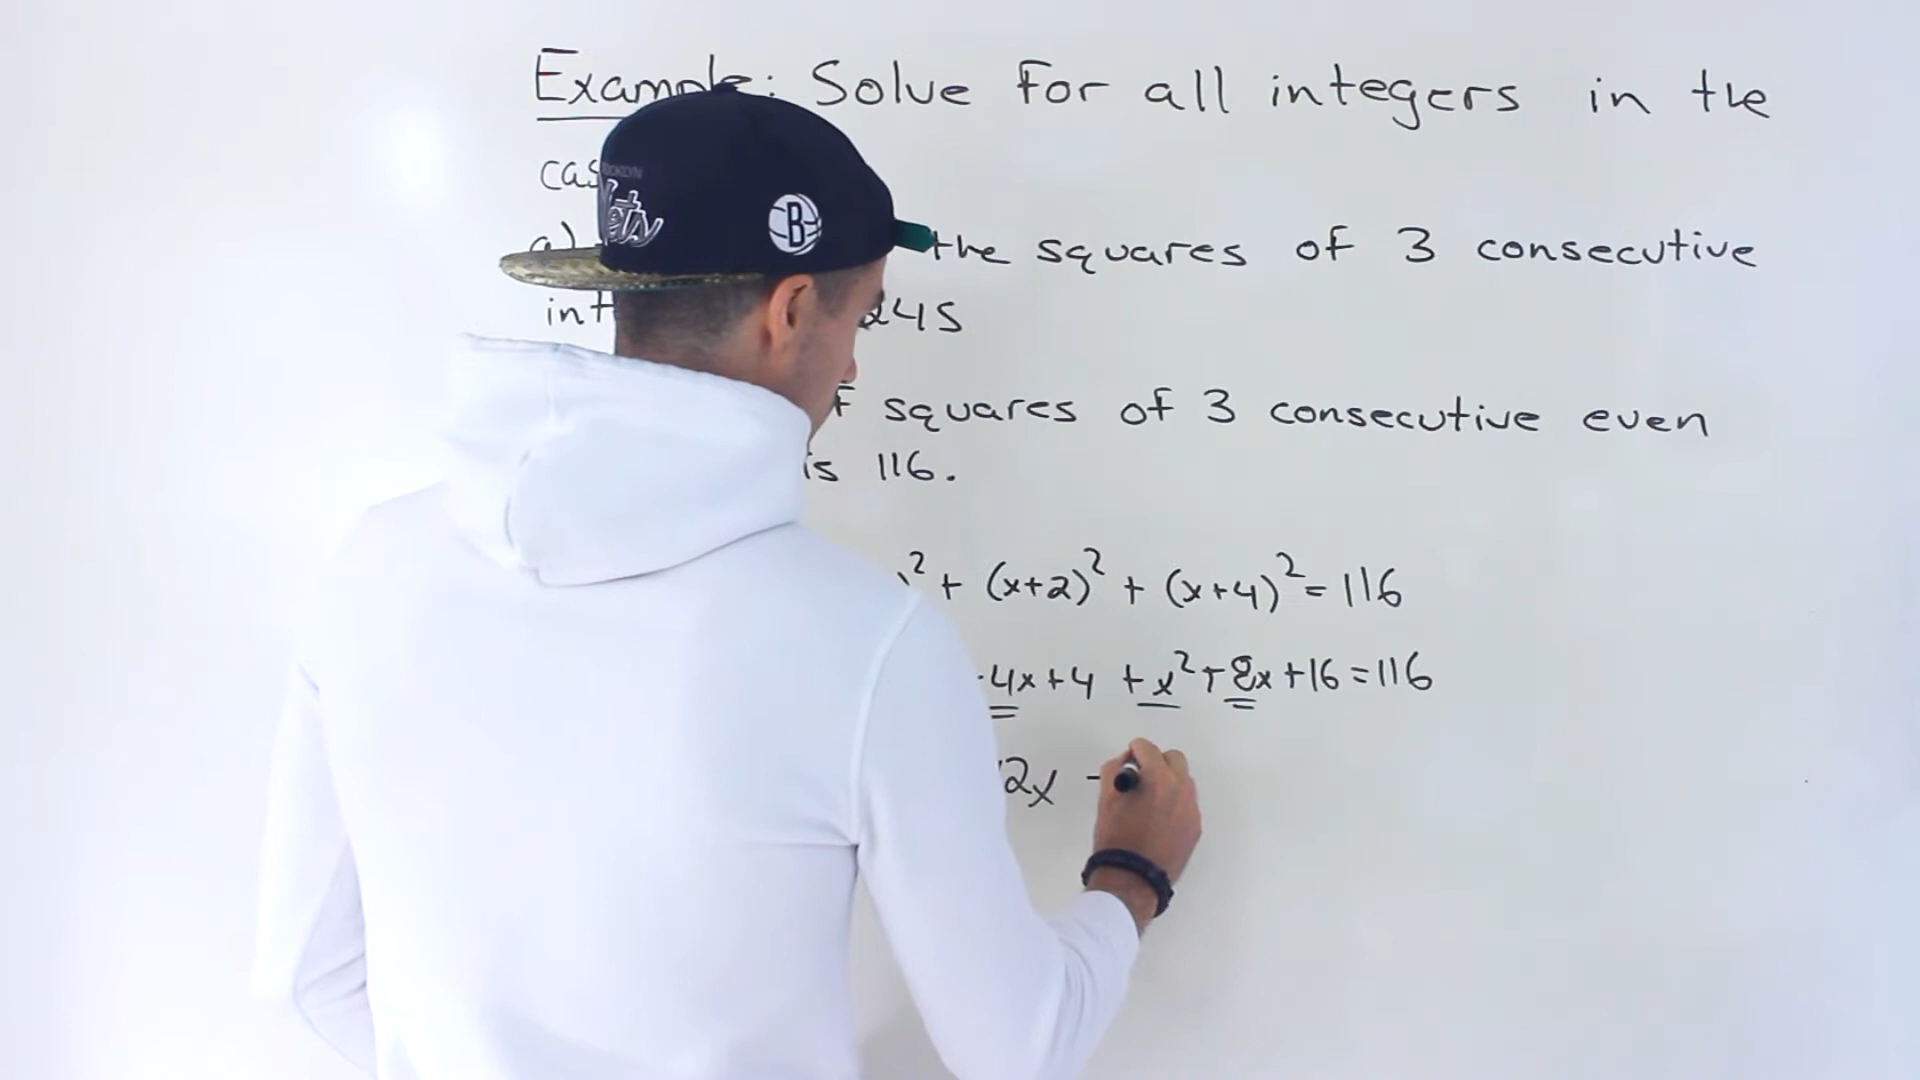 Example: Solve for all integers in the
cas
a) the squares of 3 consecutive
int 245
f squares of 3 consecutive even
is 116.
² + (x+2)² + (x+4)² = 116
4x + 4 + x² + 8x + 16 = 116
2x -
Nets
B